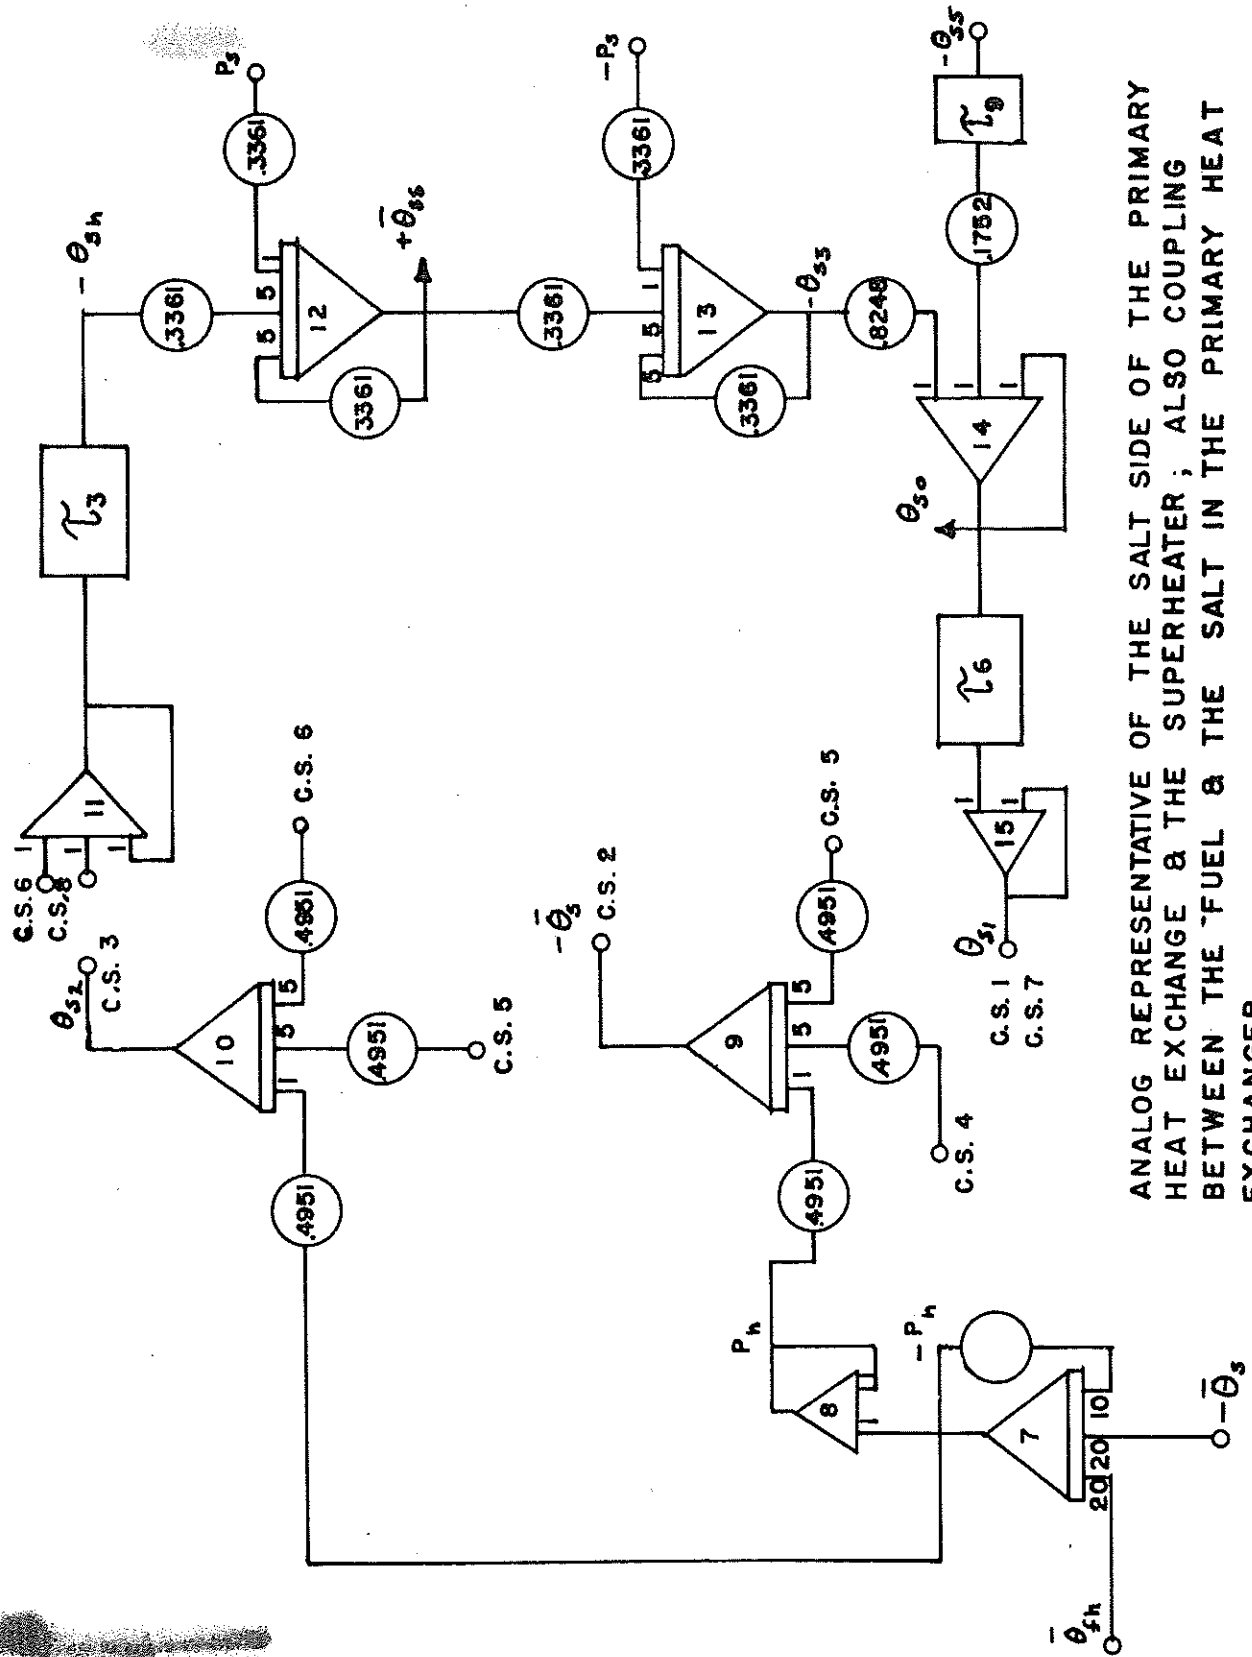 G.S.6
C.S.8
1
1
1
11
τ3
-θsh
.3361
.3361
Ps
5
5
1
12
.3361
+θ̄ss
.3361
.3361
-Ps
5
1
13
.3361
-θss
.8248
1
1
1
14
.1752
τ9
-θss
θso
τ6
1
1
15
θs1
C.S. 1
C.S. 7
θs2
C.S. 3
10
1
5
5
.4951
.4951
.4951
C.S. 6
C.S. 5
-θ̄s
C.S. 2
9
1
5
5
.4951
.4951
.4951
C.S. 5
C.S. 4
Ph
8
1
-Ph
7
20
20
10
θ̄fh
-θ̄s
ANALOG REPRESENTATIVE OF THE SALT SIDE OF THE PRIMARY
HEAT EXCHANGE & THE SUPERHEATER; ALSO COUPLING
BETWEEN THE FUEL & THE SALT IN THE PRIMARY HEAT
EXCHANGER